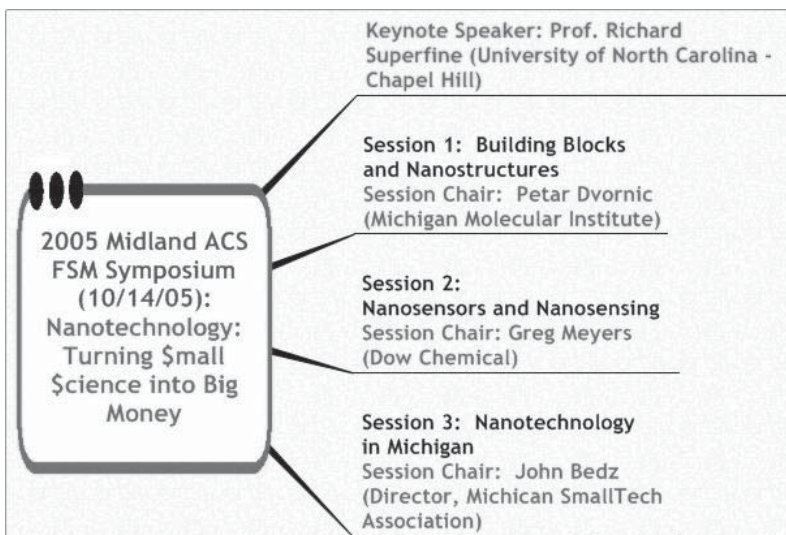 2005 Midland ACS
FSM Symposium
(10/14/05):
Nanotechnology:
Turning $mall
$cience into Big
Money
Keynote Speaker: Prof. Richard
Superfine (University of North Carolina -
Chapel Hill)
Session 1: Building Blocks
and Nanostructures
Session Chair: Petar Dvornic
(Michigan Molecular Institute)
Session 2:
Nanosensors and Nanosensing
Session Chair: Greg Meyers
(Dow Chemical)
Session 3: Nanotechnology
in Michigan
Session Chair: John Bedz
(Director, Michican SmallTech
Association)